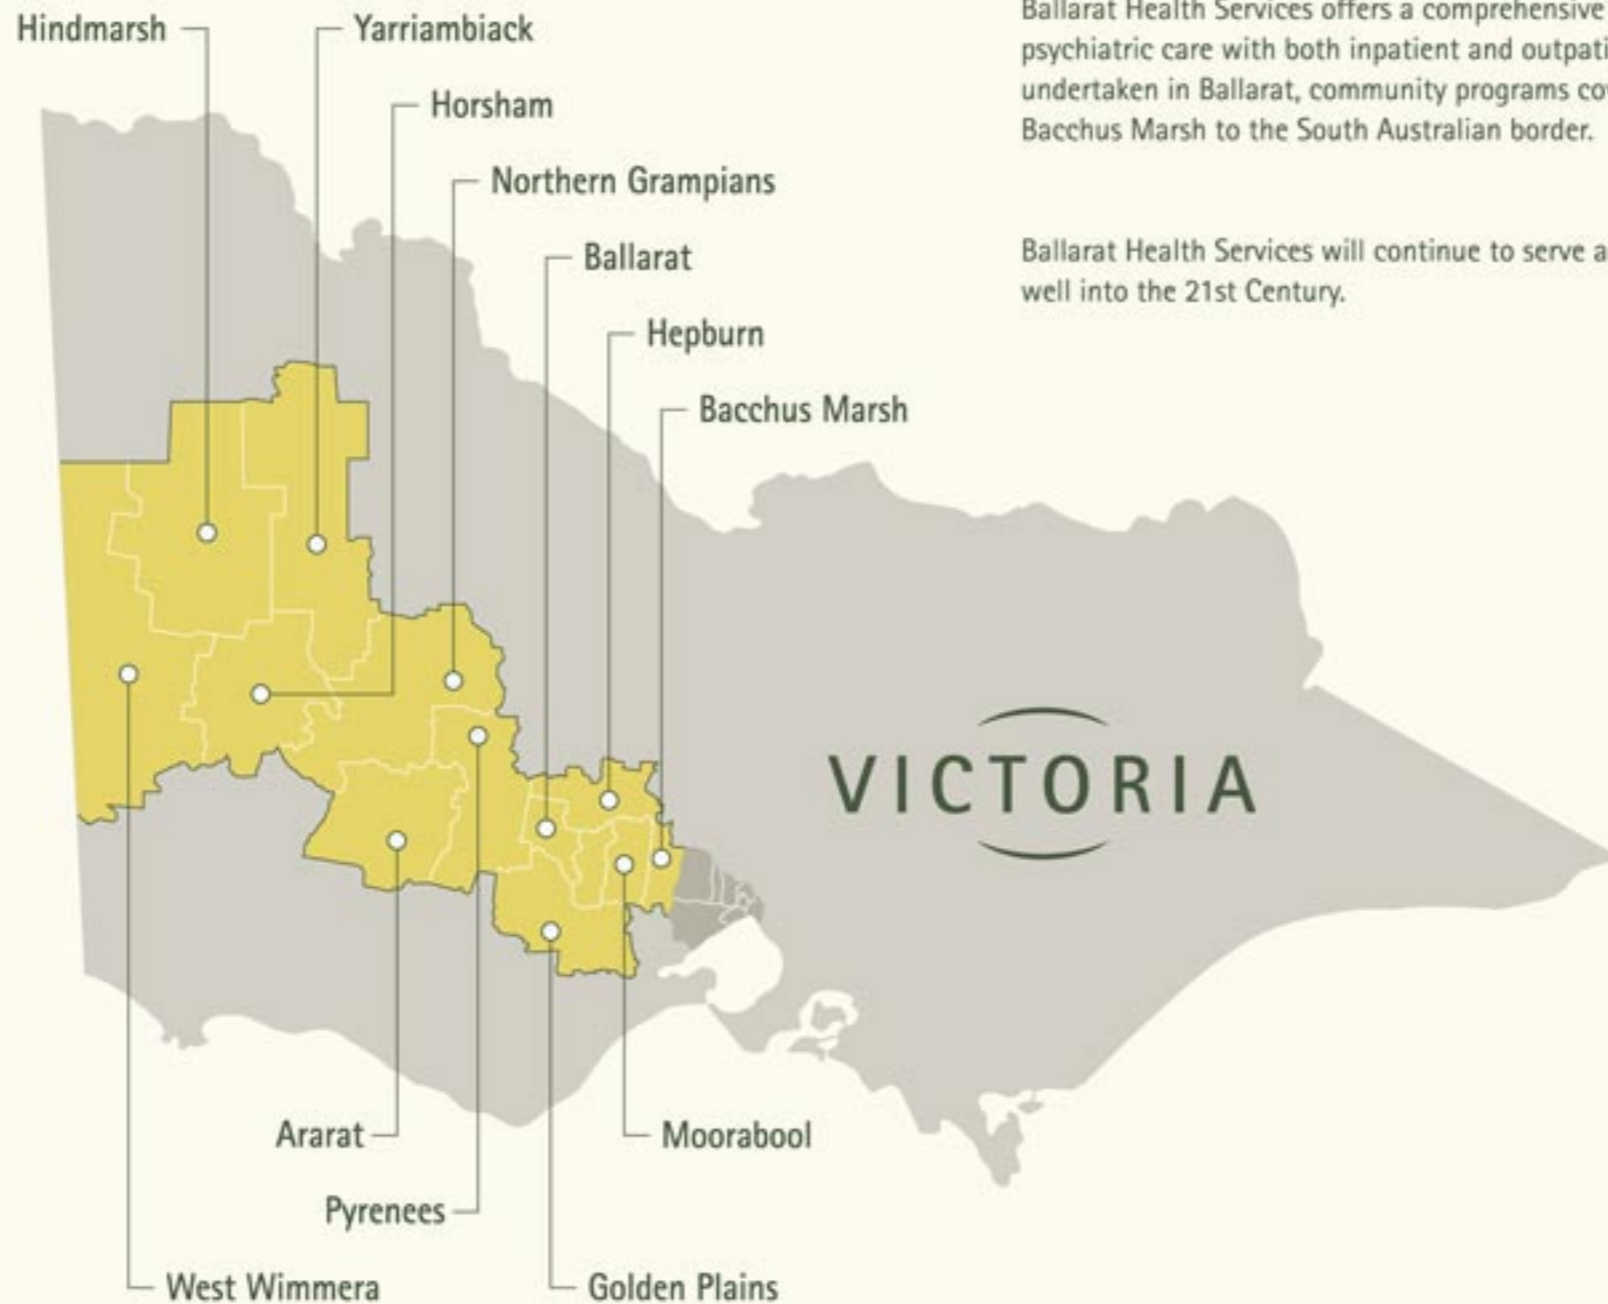 Hindmarsh
Yarriambiack
Horsham
Northern Grampians
Ballarat
Hepburn
Bacchus Marsh
Ballarat Health Services offers a comprehensive
psychiatric care with both inpatient and
undertaken in Ballarat, community programs
Bacchus Marsh to the South Australian border.
Ballarat Health Services will continue to serve
well into the 21st Century.
VICTORIA
Ararat
Moorabool
Pyrenees
West Wimmera
Golden Plains